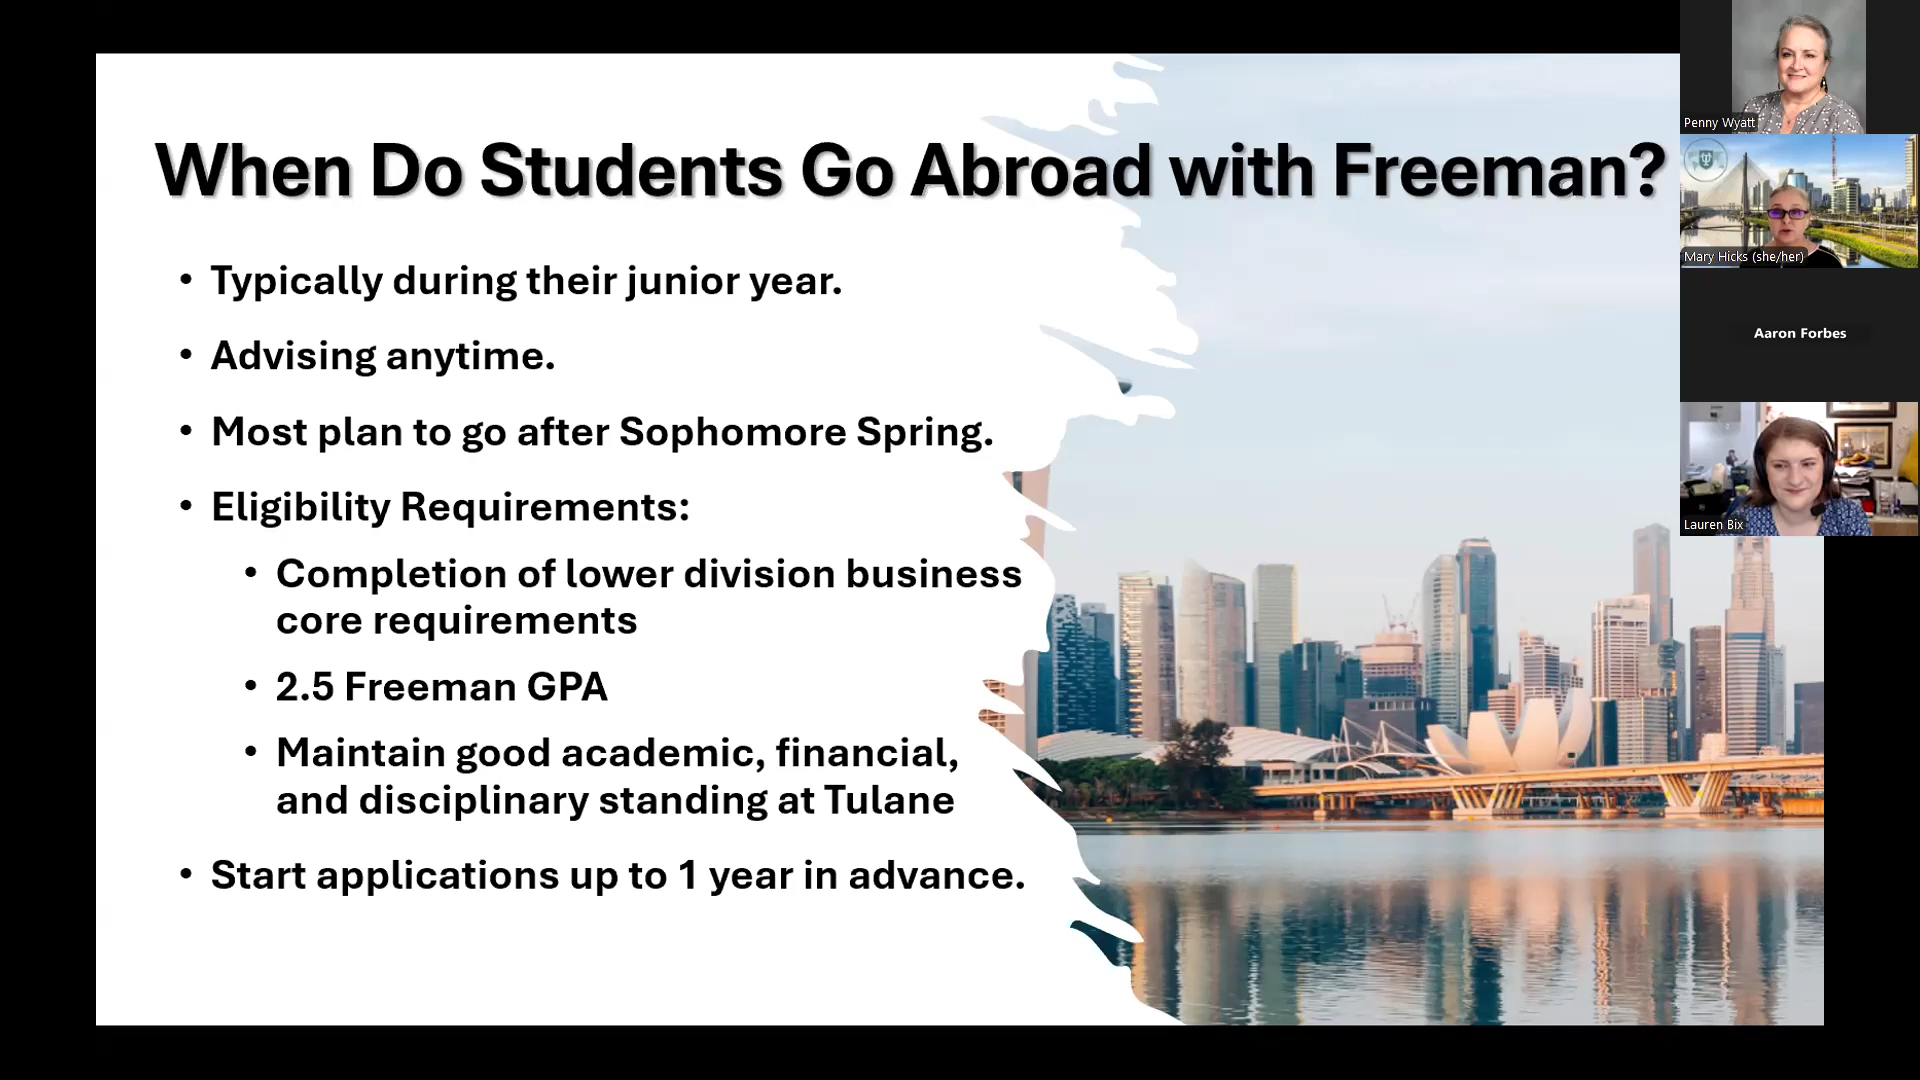 When Do Students Go Abroad with Freeman?
• Typically during their junior year.
• Advising anytime.
• Most plan to go after Sophomore Spring.
• Eligibility Requirements:
• Completion of lower division business
core requirements
• 2.5 Freeman GPA
• Maintain good academic, financial,
and disciplinary standing at Tulane
• Start applications up to 1 year in advance.
Penny Wyatt
Mary Hicks (she/her)
Aaron Forbes
Lauren Bix